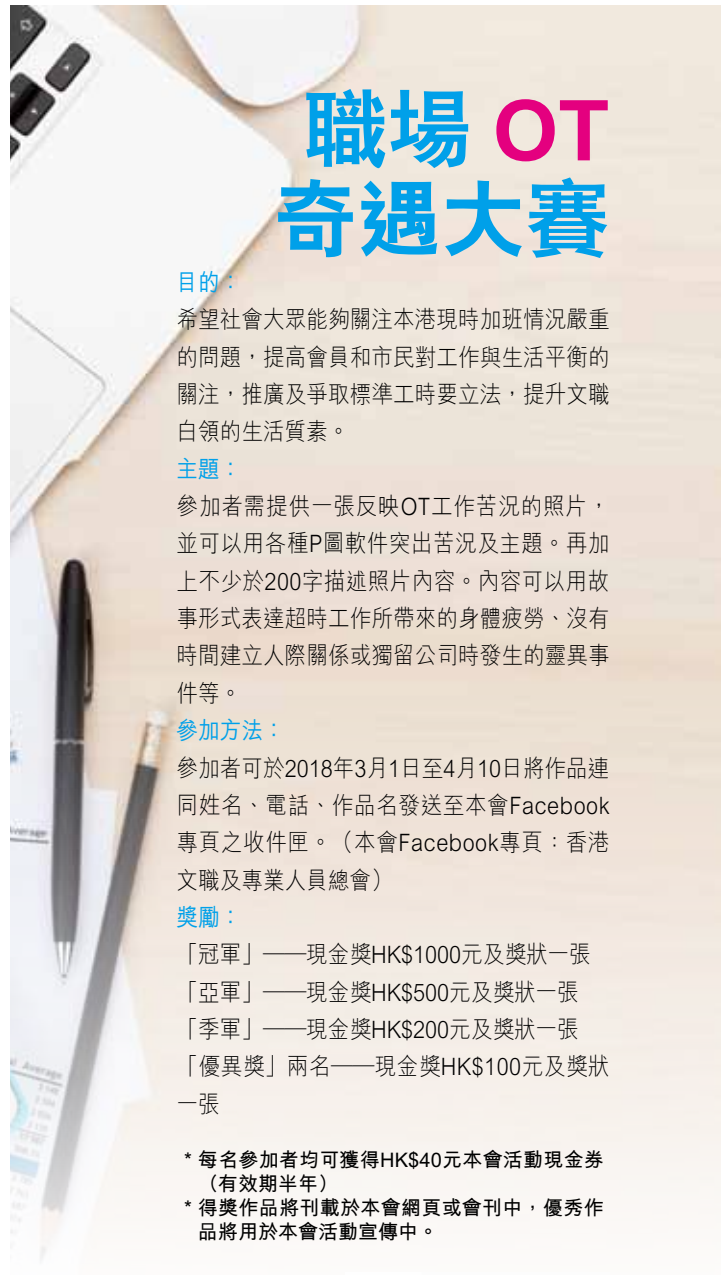 職場 OT
奇遇大賽
目的：
希望社會大眾能夠關注本港現時加班情況嚴重
的問題，提高會員和市民對工作與生活平衡的
關注，推廣及爭取標準工時要立法，提升文職
白領的生活質素。
主題：
參加者需提供一張反映OT工作苦況的照片，
並可以用各種P圖軟件突出苦況及主題。再加
上不少於200字描述照片內容。內容可以用故
事形式表達超時工作所帶來的身體疲勞、沒有
時間建立人際關係或獨留公司時發生的靈異事
件等。
參加方法：
參加者可於2018年3月1日至4月10日將作品連
同姓名、電話、作品名發送至本會Facebook
專頁之收件匣。（本會Facebook專頁：香港
文職及專業人員總會）
獎勵：
「冠軍」——現金獎HK$1000元及獎狀一張
「亞軍」——現金獎HK$500元及獎狀一張
「季軍」——現金獎HK$200元及獎狀一張
「優異獎」兩名——現金獎HK$100元及獎狀
一張
* 每名參加者均可獲得HK$40元本會活動現金券
（有效期半年）
* 得獎作品將刊載於本會網頁或會刊中，優秀作
品將用於本會活動宣傳中。
Average